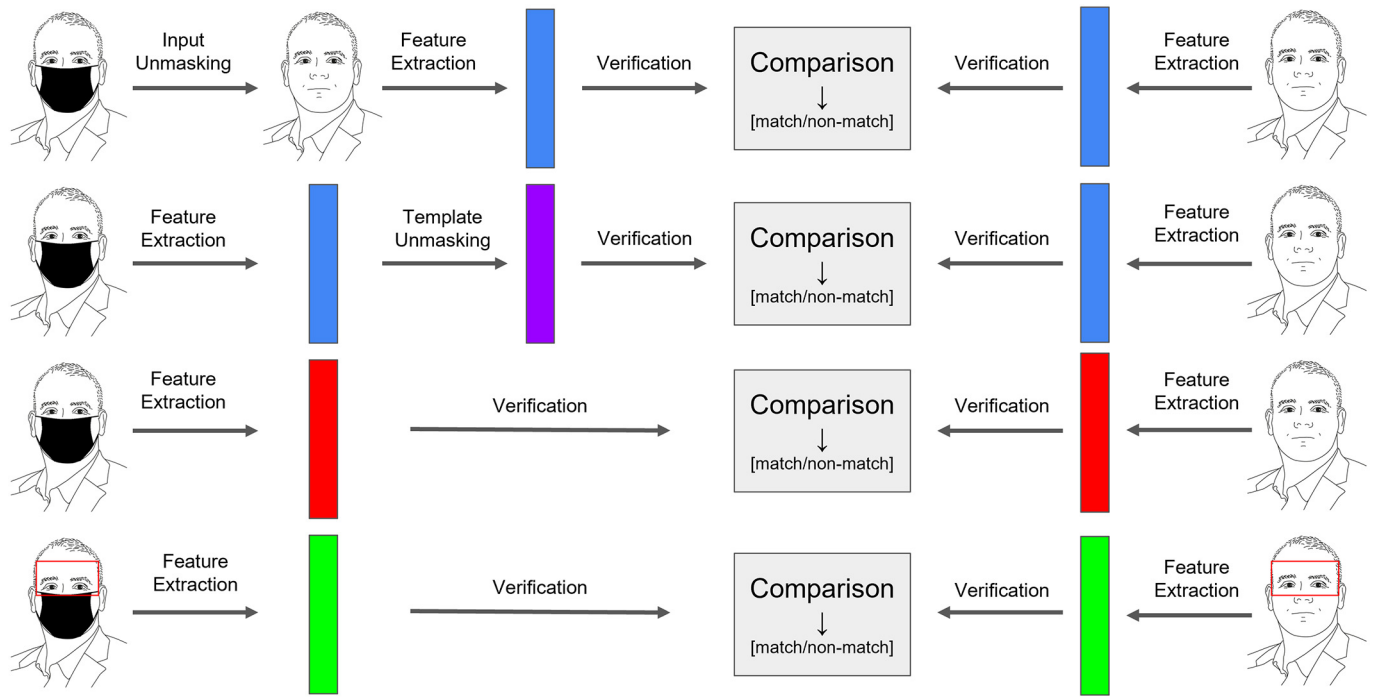 Input
Unmasking
Feature
Extraction
Verification
Comparison
↓
[match/non-match]
Verification
Feature
Extraction
Feature
Extraction
Template
Unmasking
Verification
Comparison
↓
[match/non-match]
Verification
Feature
Extraction
Feature
Extraction
Verification
Comparison
↓
[match/non-match]
Verification
Feature
Extraction
Feature
Extraction
Verification
Comparison
↓
[match/non-match]
Verification
Feature
Extraction